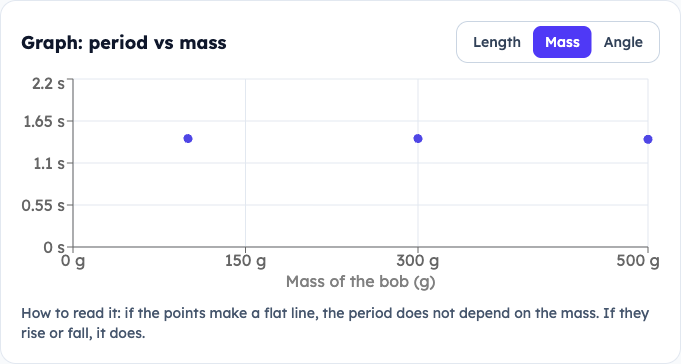 Graph: period vs mass
Length Mass Angle
2.2 s
1.65 s
1.1 s
0.55 s
0 s
0 g 150 g 300 g 500 g
Mass of the bob (g)
How to read it: if the points make a flat line, the period does not depend on the mass. If they
rise or fall, it does.